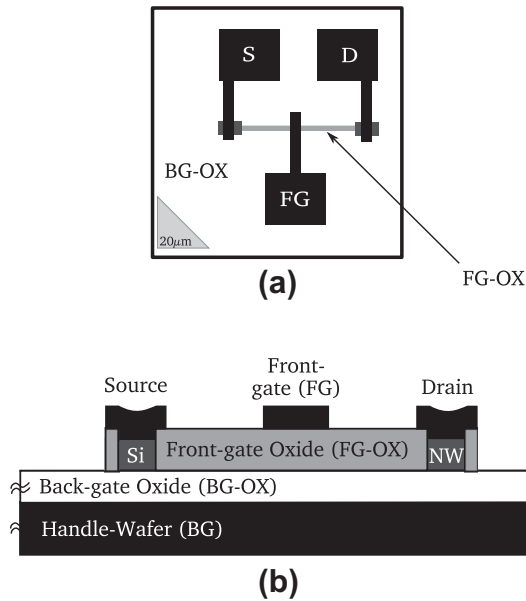 S
D
BG-OX
FG
20μm
FG-OX
(a)
Front-
gate (FG)
Source
Drain
Si
Front-gate Oxide (FG-OX)
NW
Back-gate Oxide (BG-OX)
Handle-Wafer (BG)
(b)